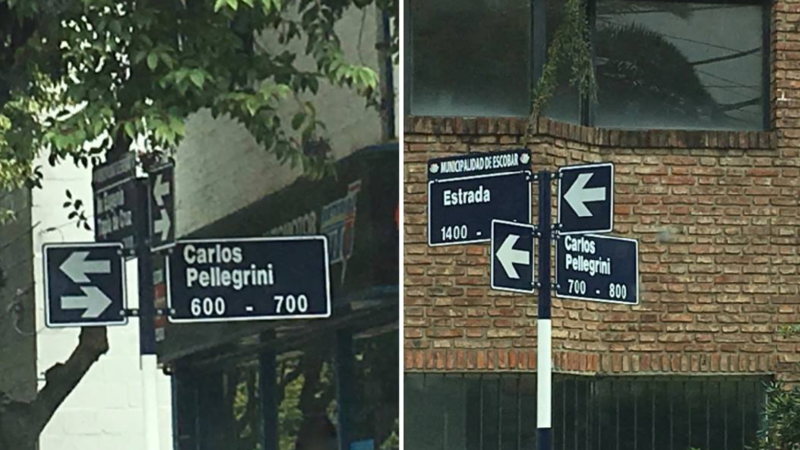 Carlos
Pellegrini
600 - 700
MUNICIPALIDAD DE ESCOBAR
Estrada
1400 -
Carlos
Pellegrini
700 - 800